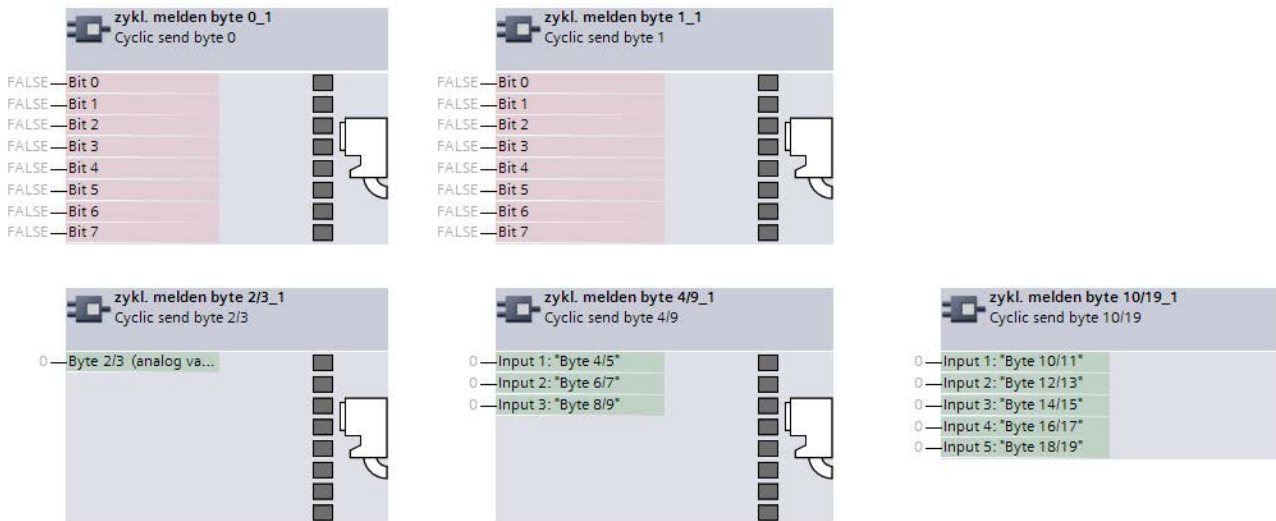 zykl. melden byte 0_1
Cyclic send byte 0
FALSE Bit 0
FALSE Bit 1
FALSE Bit 2
FALSE Bit 3
FALSE Bit 4
FALSE Bit 5
FALSE Bit 6
FALSE Bit 7
zykl. melden byte 1_1
Cyclic send byte 1
FALSE Bit 0
FALSE Bit 1
FALSE Bit 2
FALSE Bit 3
FALSE Bit 4
FALSE Bit 5
FALSE Bit 6
FALSE Bit 7
zykl. melden byte 2/3_1
Cyclic send byte 2/3
0 Byte 2/3 (analog va...
zykl. melden byte 4/9_1
Cyclic send byte 4/9
0 Input 1: "Byte 4/5"
0 Input 2: "Byte 6/7"
0 Input 3: "Byte 8/9"
zykl. melden byte 10/19_1
Cyclic send byte 10/19
0 Input 1: "Byte 10/11"
0 Input 2: "Byte 12/13"
0 Input 3: "Byte 14/15"
0 Input 4: "Byte 16/17"
0 Input 5: "Byte 18/19"